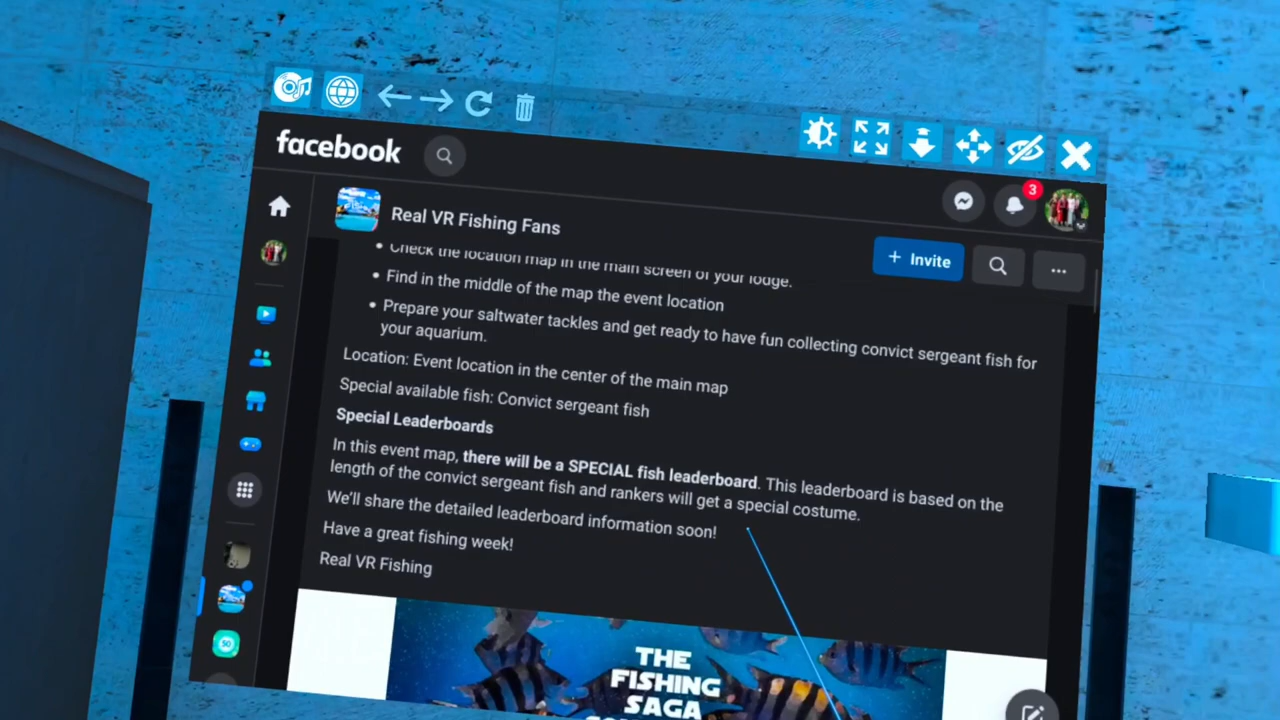 facebook
3
Real VR Fishing Fans
+ Invite
• Check the location map in the main screen of your lodge.
• Find in the middle of the map the event location
• Prepare your saltwater tackles and get ready to have fun collecting convict sergeant fish for
your aquarium.
Location: Event location in the center of the main map
Special available fish: Convict sergeant fish
Special Leaderboards
In this event map, there will be a SPECIAL fish leaderboard. This leaderboard is based on the
length of the convict sergeant fish and rankers will get a special costume.
We'll share the detailed leaderboard information soon!
Have a great fishing week!
Real VR Fishing
THE
FISHING
SAGA